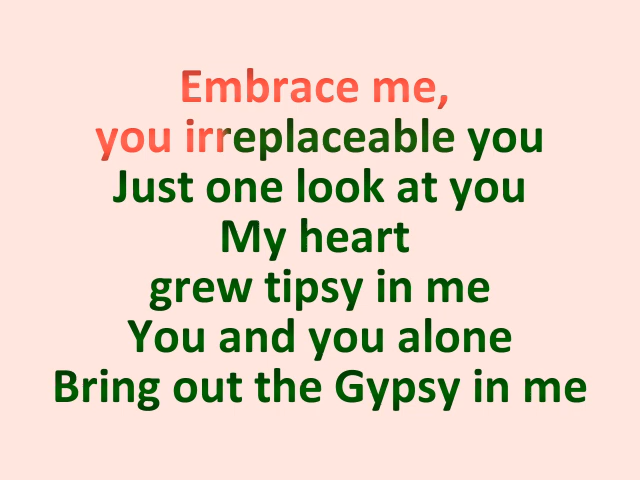 Embrace me,
you irreplaceable you
Just one look at you
My heart
grew tipsy in me
You and you alone
Bring out the Gypsy in me